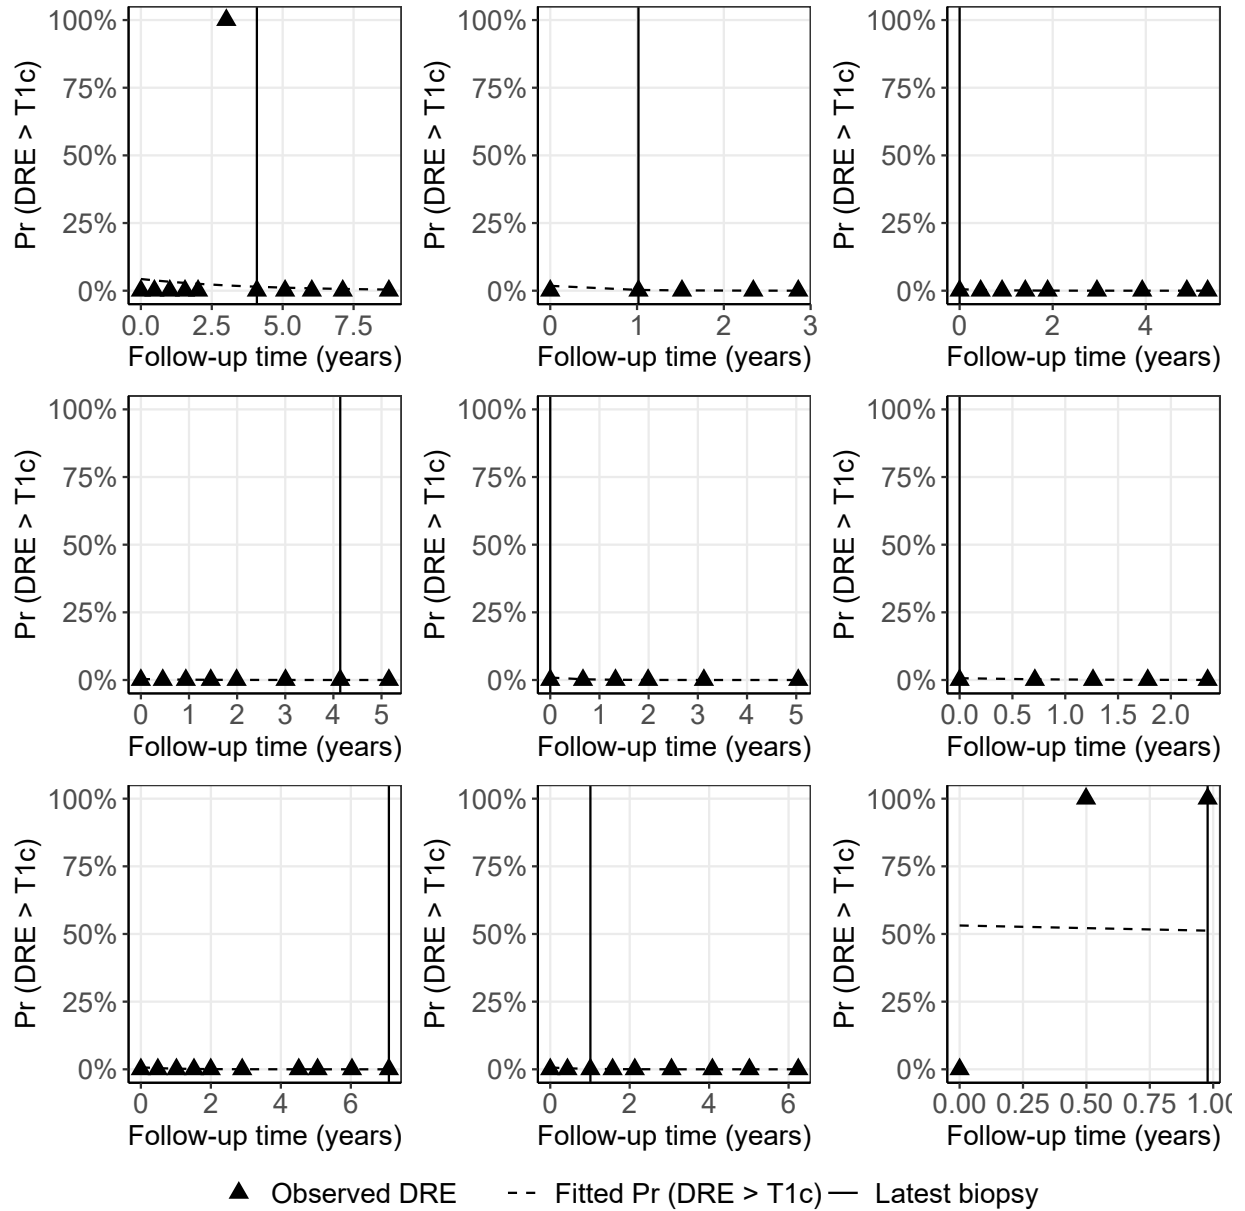 100%
75%
50%
25%
0%
Pr (DRE > T1c)
0.0 2.5 5.0 7.5
Follow-up time (years)
100%
75%
50%
25%
0%
Pr (DRE > T1c)
0 1 2 3
Follow-up time (years)
100%
75%
50%
25%
0%
Pr (DRE > T1c)
0 2 4
Follow-up time (years)
100%
75%
50%
25%
0%
Pr (DRE > T1c)
0 1 2 3 4 5
Follow-up time (years)
100%
75%
50%
25%
0%
Pr (DRE > T1c)
0 1 2 3 4 5
Follow-up time (years)
100%
75%
50%
25%
0%
Pr (DRE > T1c)
0.0 0.5 1.0 1.5 2.0
Follow-up time (years)
100%
75%
50%
25%
0%
Pr (DRE > T1c)
0 2 4 6
Follow-up time (years)
100%
75%
50%
25%
0%
Pr (DRE > T1c)
0 2 4 6
Follow-up time (years)
100%
75%
50%
25%
0%
Pr (DRE > T1c)
0.00 0.25 0.50 0.75 1.00
Follow-up time (years)
Observed DRE Fitted Pr (DRE > T1c) Latest biopsy